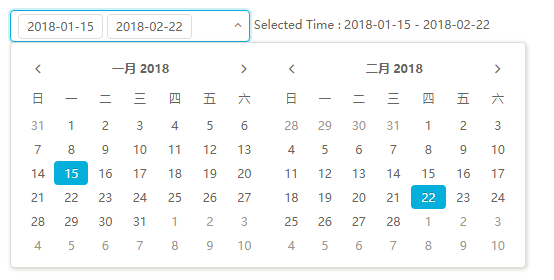 2018-01-15 2018-02-22 Selected Time : 2018-01-15 - 2018-02-22
一月 2018 二月 2018
日 一 二 三 四 五 六 日 一 二 三 四 五 六
31 1 2 3 4 5 6 28 29 30 31 1 2 3
7 8 9 10 11 12 13 4 5 6 7 8 9 10
14 15 16 17 18 19 20 11 12 13 14 15 16 17
21 22 23 24 25 26 27 18 19 20 21 22 23 24
28 29 30 31 1 2 3 25 26 27 28 1 2 3
4 5 6 7 8 9 10 4 5 6 7 8 9 10